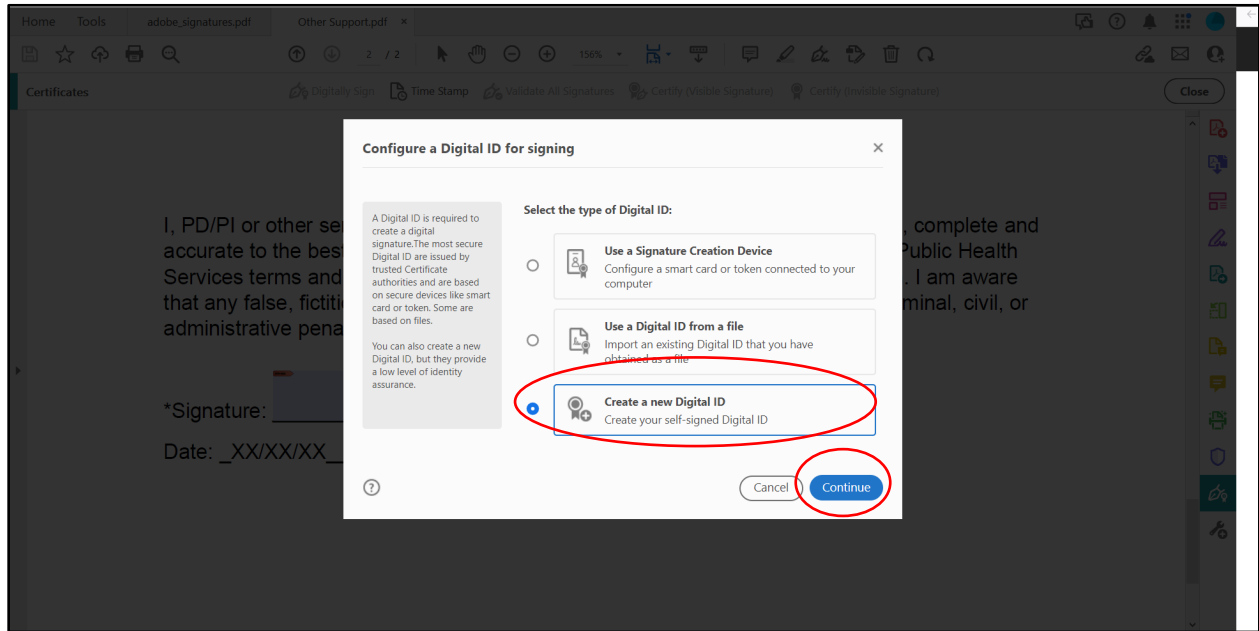 Home Tools adobe_signatures.pdf Other Support.pdf ×
2 / 2 156%
Certificates Digitally Sign Time Stamp Validate All Signatures Certify (Visible Signature) Certify (Invisible Signature) Close
Configure a Digital ID for signing
A Digital ID is required to
create a digital
signature.The most secure
Digital ID are issued by
trusted Certificate
authorities and are based
on secure devices like smart
card or token. Some are
based on files.
You can also create a new
Digital ID, but they provide
a low level of identity
assurance.
Select the type of Digital ID:
Use a Signature Creation Device
Configure a smart card or token connected to your
computer
Use a Digital ID from a file
Import an existing Digital ID that you have
obtained as a file
Create a new Digital ID
Create your self-signed Digital ID
Cancel Continue
I, PD/PI or other , complete and
accurate to the best Public Health
Services terms and . I am aware
that any false, minal, civil, or
administrative
*Signature:
Date: _XX/XX/XX_